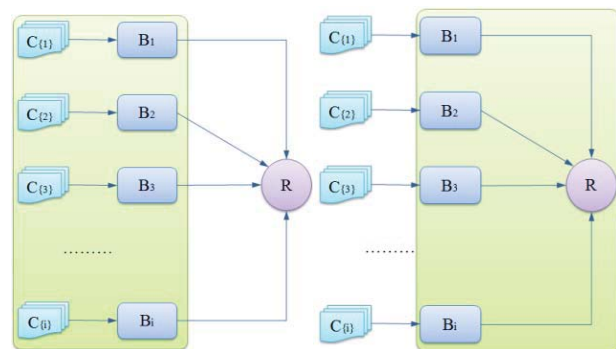 C{1} B1
C{2} B2
C{3} B3
R
.........
C{i} Bi
C{1} B1
C{2} B2
C{3} B3
R
.........
C{i} Bi